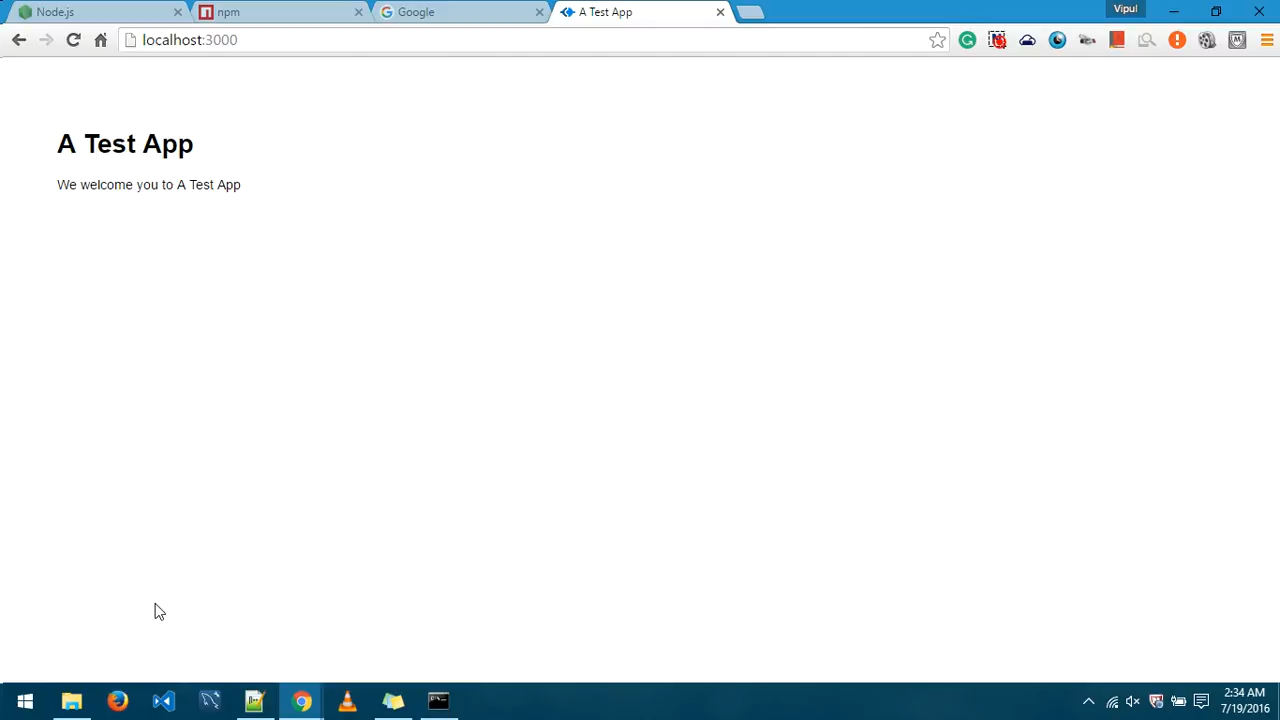 Node.js
npm
Google
A Test App
Vipul
localhost:3000
A Test App
We welcome you to A Test App
2:34 AM
7/19/2016